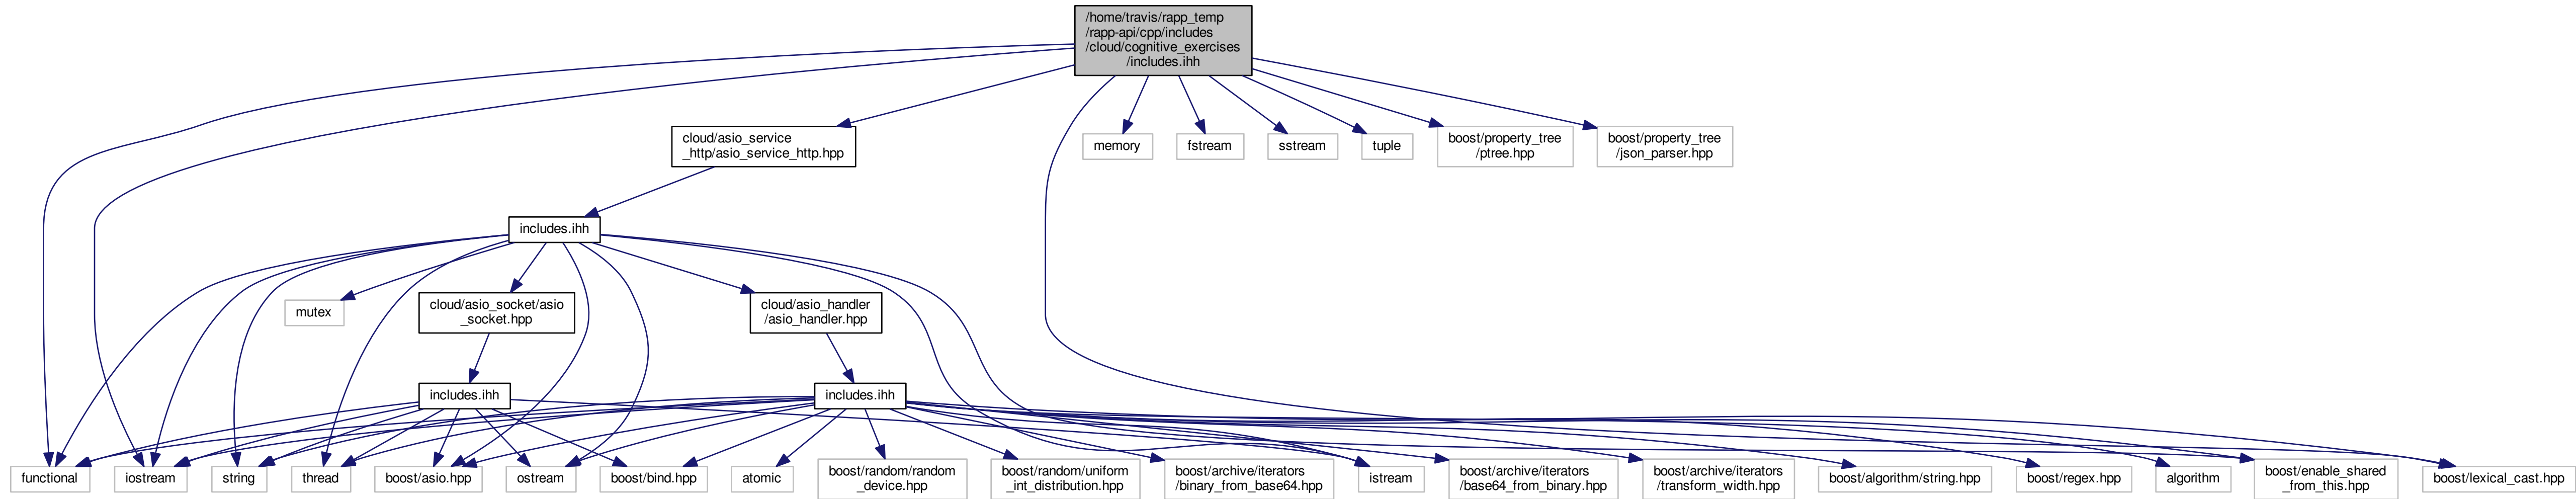 /home/travis/rapp_temp
/rapp-api/cpp/includes
/cloud/cognitive_exercises
/includes.ihh
cloud/asio_service
_http/asio_service_http.hpp
memory
fstream
sstream
tuple
boost/property_tree
/ptree.hpp
boost/property_tree
/json_parser.hpp
includes.ihh
mutex
cloud/asio_socket/asio
_socket.hpp
cloud/asio_handler
/asio_handler.hpp
includes.ihh
includes.ihh
functional
iostream
string
thread
boost/asio.hpp
ostream
boost/bind.hpp
atomic
boost/random/random
_device.hpp
boost/random/uniform
_int_distribution.hpp
boost/archive/iterators
/binary_from_base64.hpp
istream
boost/archive/iterators
/base64_from_binary.hpp
boost/archive/iterators
/transform_width.hpp
boost/algorithm/string.hpp
boost/regex.hpp
algorithm
boost/enable_shared
_from_this.hpp
boost/lexical_cast.hpp